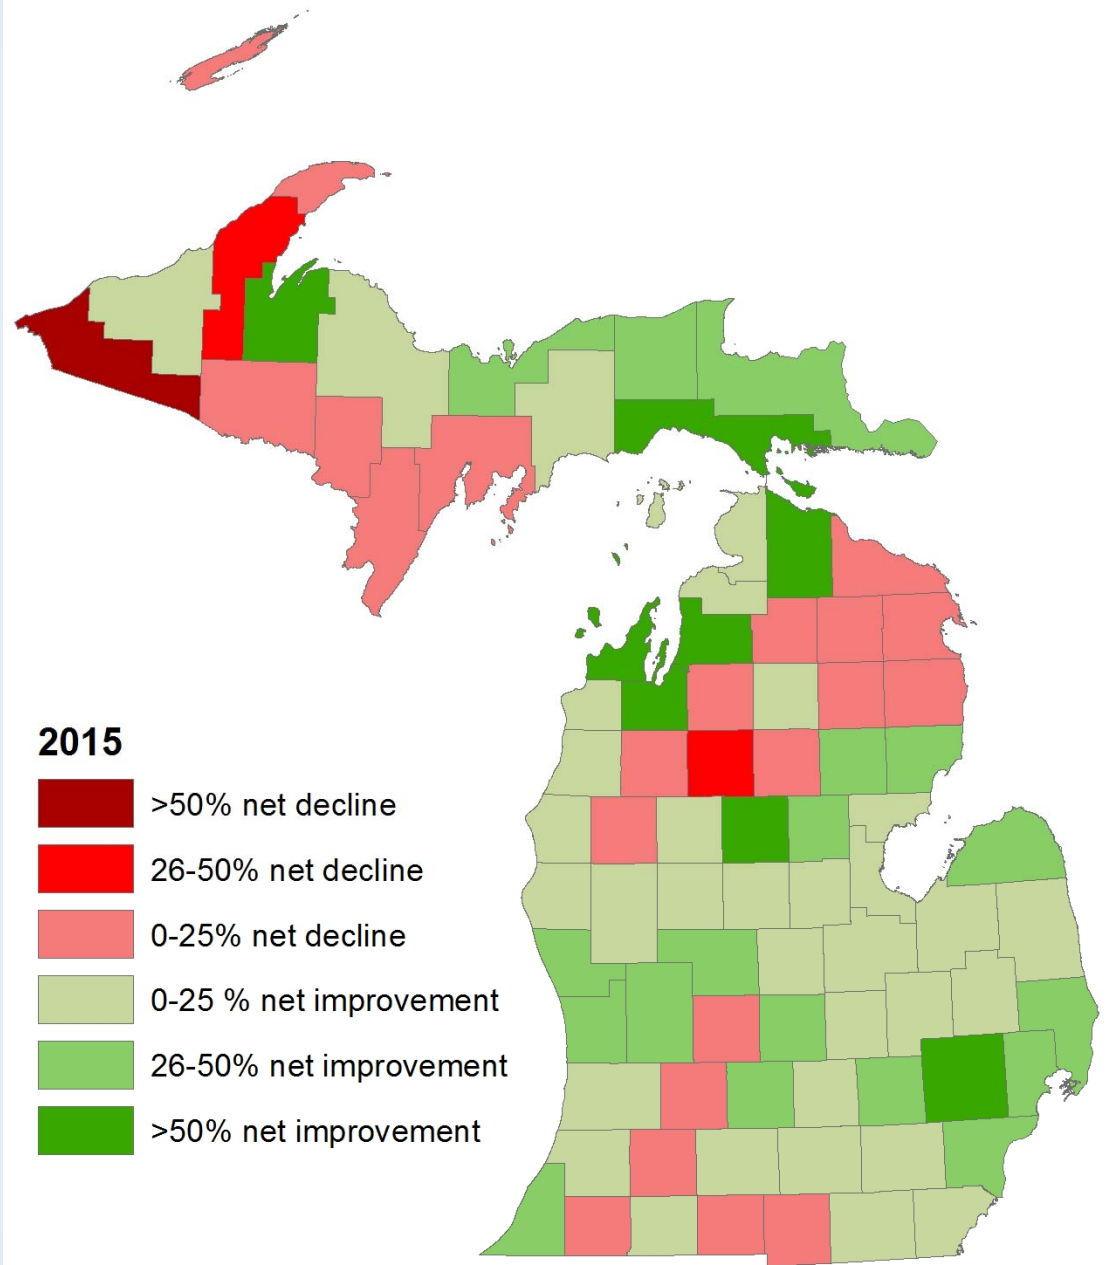 2015
>50% net decline
26-50% net decline
0-25% net decline
0-25 % net improvement
26-50% net improvement
>50% net improvement